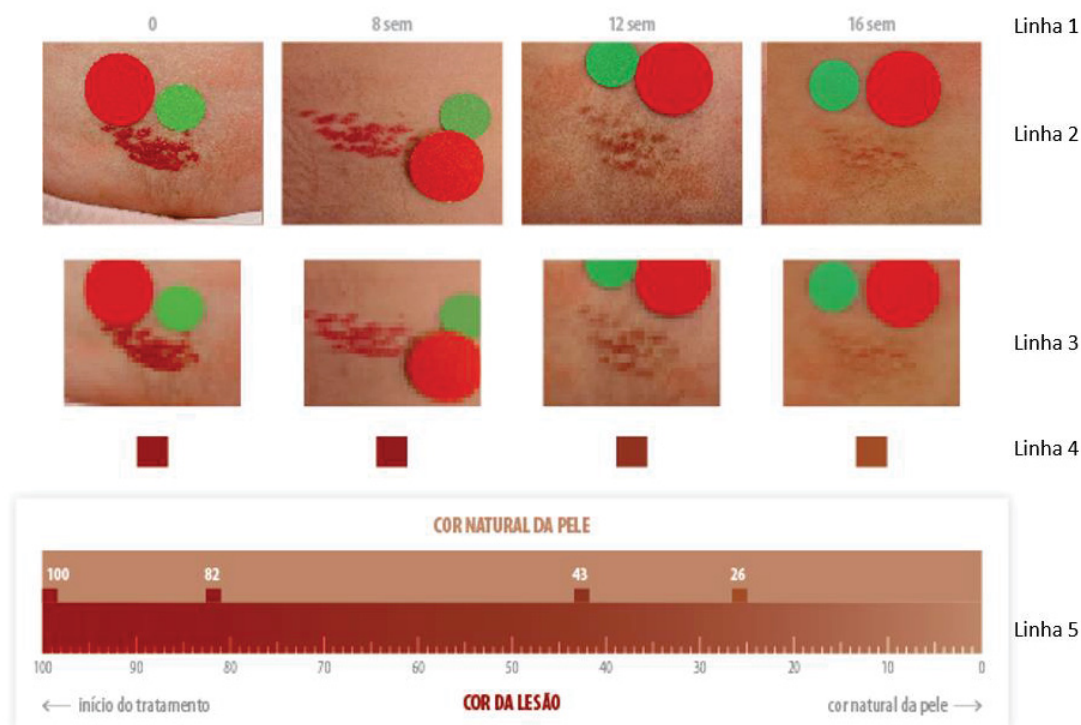 0 8 sem 12 sem 16 sem Linha 1
Linha 2
Linha 3
Linha 4
COR NATURAL DA PELE
100 82 43 26
Linha 5
100 90 80 70 60 50 40 30 20 10 0
← início do tratamento COR DA LESÃO cor natural da pele →